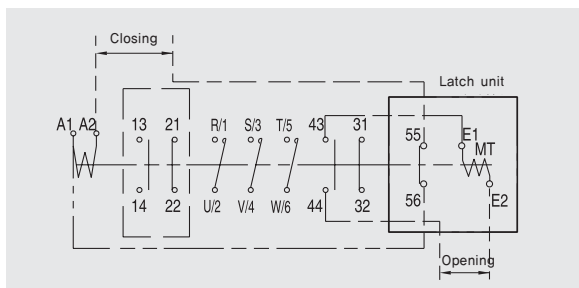 Closing
Latch unit
A1 A2 13 21 R/1 S/3 T/5 43 31 55 E1
MT
14 22 U/2 V/4 W/6 44 32 56 E2
Opening